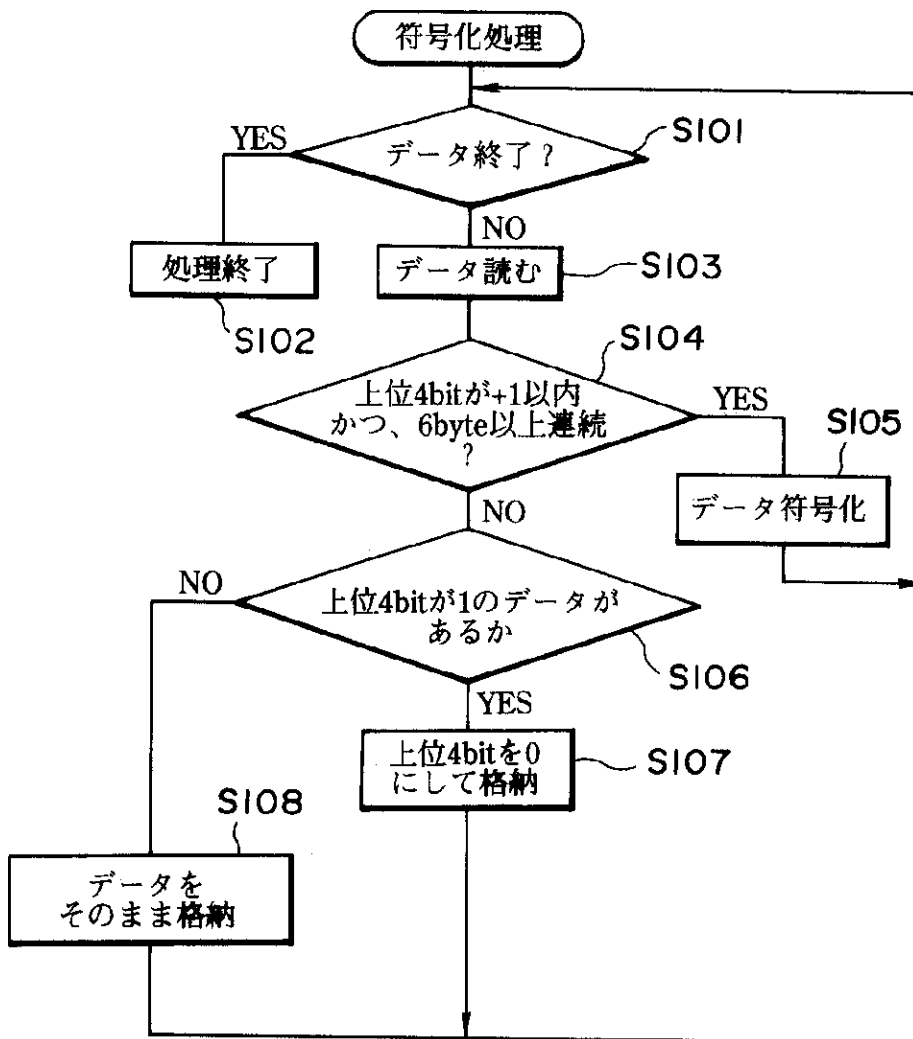 符号化処理
S101
YES
データ終了?
NO
処理終了
データ読む
S103
S102
S104
上位4bitが+1以内
かつ、6byte以上連続
?
YES
S105
データ符号化
NO
NO
上位4bitが1のデータが
あるか
S106
YES
上位4bitを0
にして格納
S107
S108
データを
そのまま格納